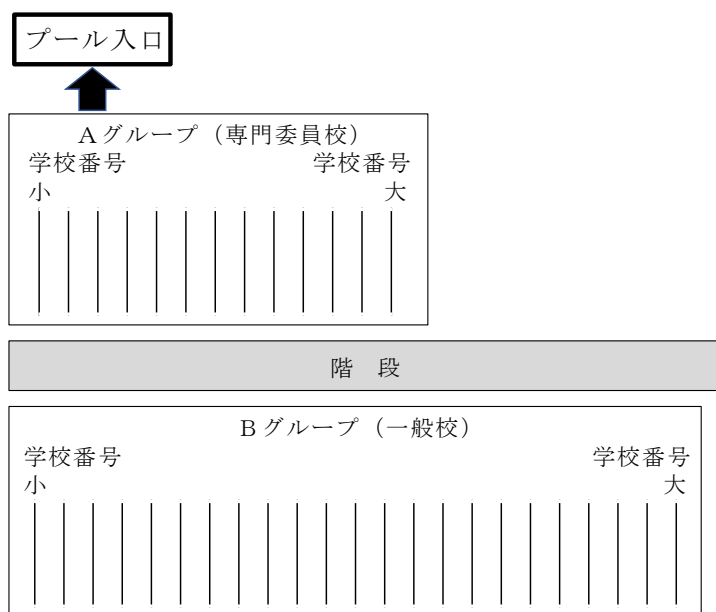 プール入口
Aグループ（専門委員校）
学校番号 学校番号
小 大
階 段
Bグループ（一般校）
学校番号 学校番号
小 大